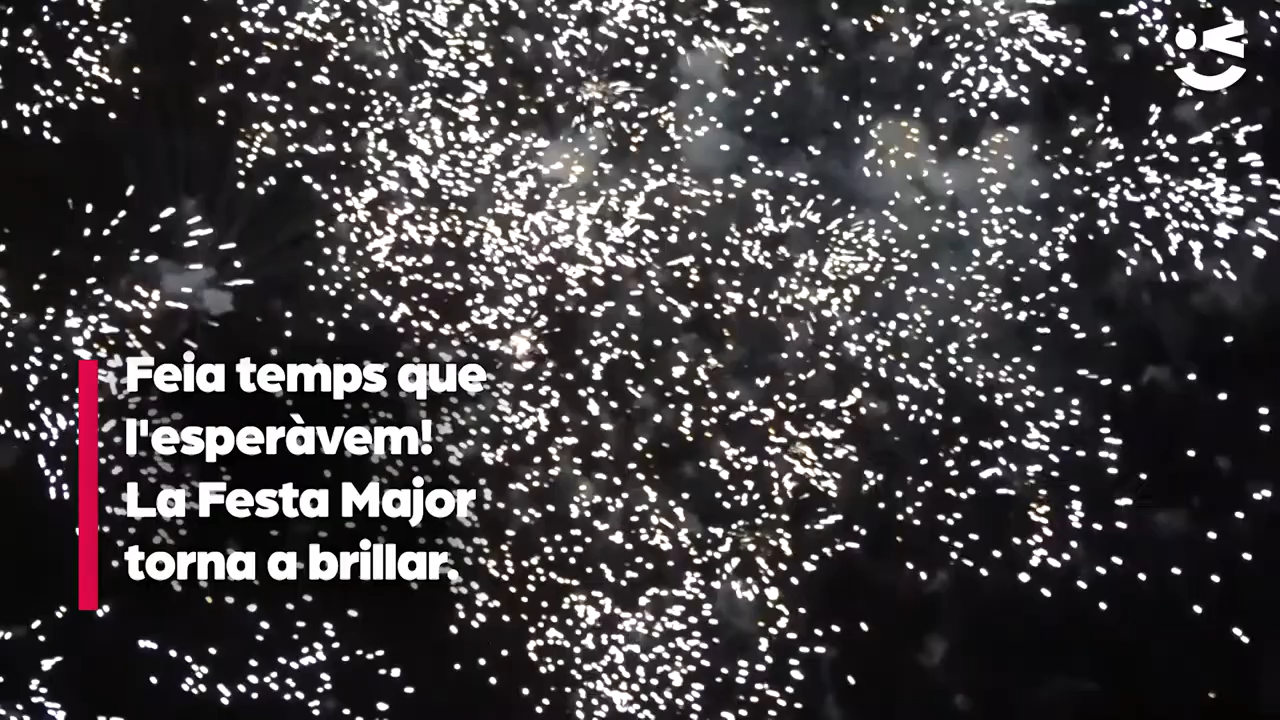 Feia temps que
l'esperàvem!
La Festa Major
torna a brillar.